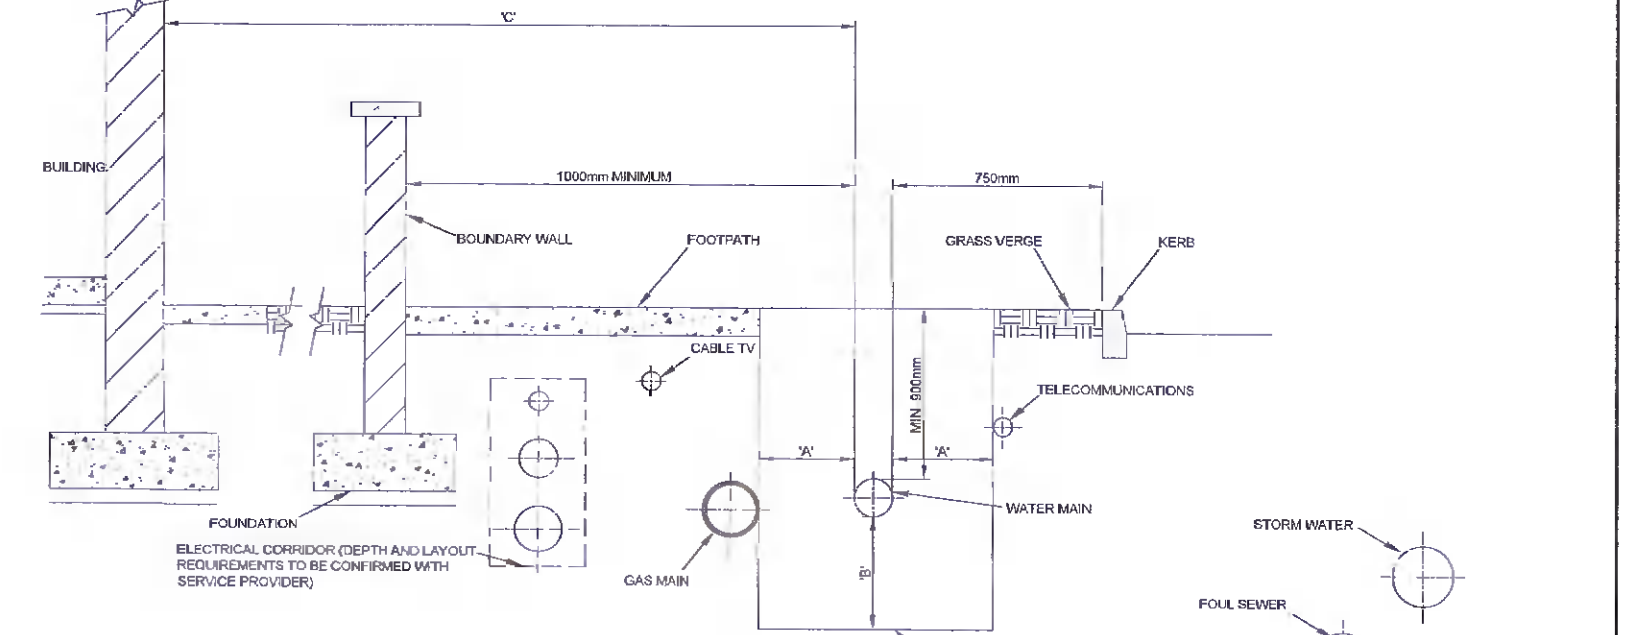 'C'
BUILDING
1000mm MINIMUM
750mm
BOUNDARY WALL
FOOTPATH
GRASS VERGE
KERB
CABLE TV
MIN 900mm
TELECOMMUNICATIONS
'A'
'A'
WATER MAIN
FOUNDATION
STORM WATER
ELECTRICAL CORRIDOR (DEPTH AND LAYOUT
REQUIREMENTS TO BE CONFIRMED WITH
SERVICE PROVIDER)
GAS MAIN
'B'
FOUL SEWER